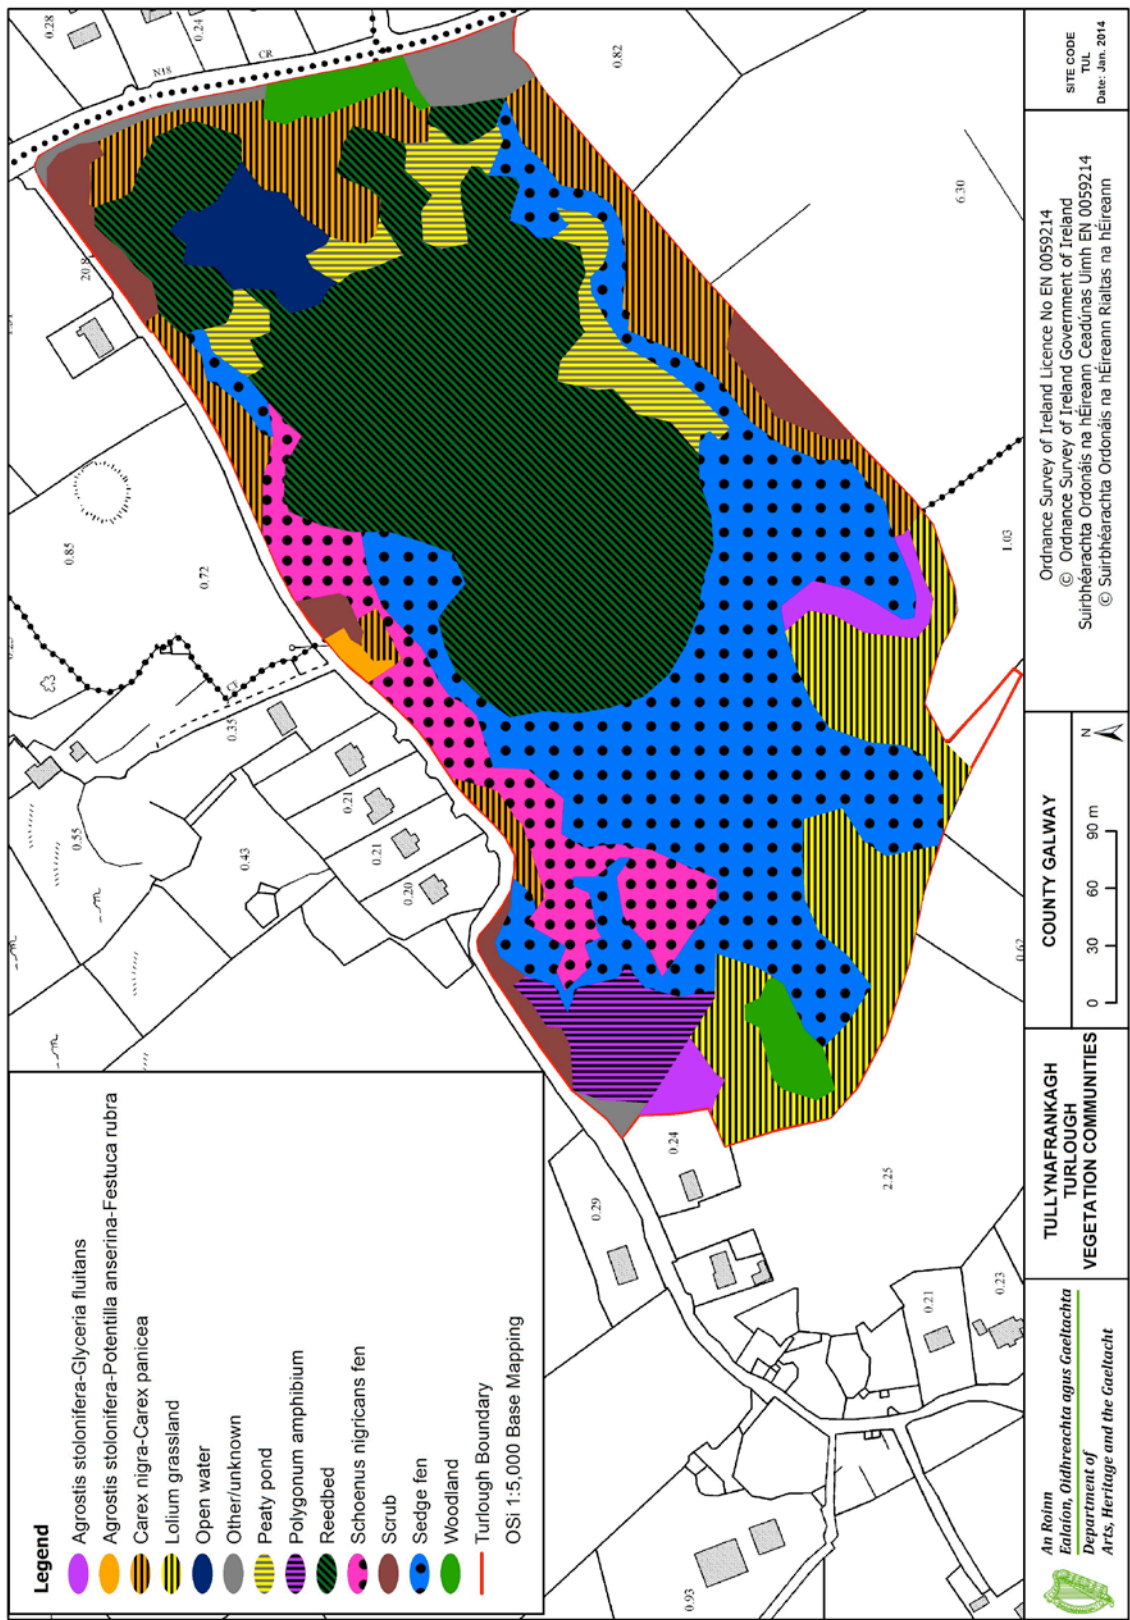 Legend
Agrostis stolonifera-Glyceria fluitans
Agrostis stolonifera-Potentilla anserina-Festuca rubra
Carex nigra-Carex panicea
Lolium grassland
Open water
Other/unknown
Peaty pond
Polygonum amphibium
Reedbed
Schoenus nigricans fen
Scrub
Sedge fen
Woodland
Turlough Boundary
OSi 1:5,000 Base Mapping
0.28
0.24
N18
CR
0.82
20.8
6.30
0.85
0.72
CF
0.35
0.55
0.21
0.43
0.21
0.20
1.03
0.62
0.24
0.29
2.25
0.21
0.23
0.93
An Roinn
Ealaíon, Oidhreachta agus Gaeltachta
Department of
Arts, Heritage and the Gaeltacht
TULLYNAFRANKAGH
TURLOUGH
VEGETATION COMMUNITIES
COUNTY GALWAY
0 30 60 90 m
N
Ordnance Survey of Ireland Licence No EN 0059214
© Ordnance Survey of Ireland Government of Ireland
Suirbhéarachta Ordonáis na hÉireann Ceadúnas Uimh EN 0059214
© Suirbhéarachta Ordonáis na hÉireann Rialtas na hÉireann
SITE CODE
TUL
Date: Jan. 2014